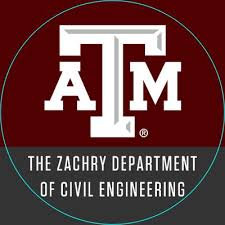 ATM®
THE ZACHRY DEPARTMENT
OF CIVIL ENGINEERING